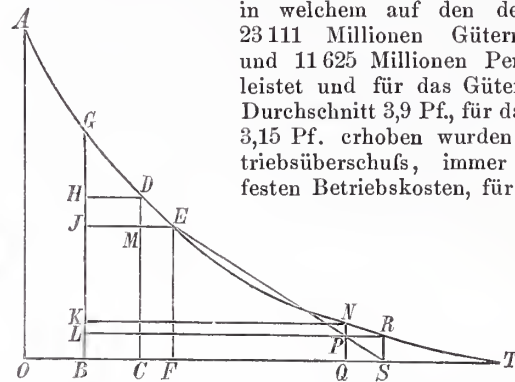 in welchem auf den de
23 111 Millionen Güterr
und 11 625 Millionen Per
leistet und für das Güter
Durchschnitt 3,9 Pf., für da
3,15 Pf. erhoben wurden
triebsüberschuſs, immer
festen Betriebskosten, für
A
G
H D
J M E
K N
L P R
O B C F Q S T